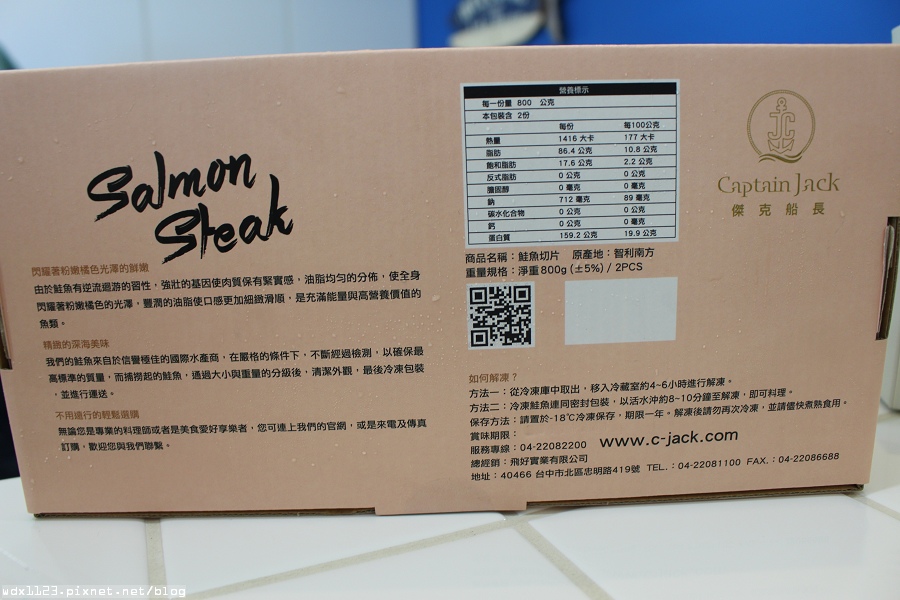 Salmon
Steak
閃耀著粉嫩橘色光澤的鮮嫩
由於鮭魚有逆流迴游的習性，強壯的基因使肉質保有緊實感，油脂均勻的分佈，使全身
閃耀著粉嫩橘色的光澤，豐潤的油脂使口感更加細緻滑順，是充滿能量與高營養價值的
魚類。
精緻的深海美味
我們的鮭魚來自於信譽極佳的國際水產商，在嚴格的條件下，不斷經過檢測，以確保最
高標準的質量，而捕撈起的鮭魚，通過大小與重量的分級後，清潔外觀，最後冷凍包裝
，並進行運送。
不用遠行的輕鬆選購
無論您是專業的料理師或者是美食愛好享樂者，您可連上我們的官網，或是來電及傳真
訂購，歡迎您與我們聯繫。
營養標示
每一份量 800 公克
本包裝含 2份
每份 每100公克
熱量 1416 大卡 177 大卡
脂肪 86.4 公克 10.8 公克
飽和脂肪 17.6 公克 2.2 公克
反式脂肪 0 公克 0 公克
膽固醇 0 毫克 0 毫克
鈉 712 毫克 89 毫克
碳水化合物 0 公克 0 公克
鈣 0 公克 0 公克
蛋白質 159.2 公克 19.9 公克
商品名稱：鮭魚切片 原產地：智利南方
重量規格：淨重800g (±5%) / 2PCS
Captain Jack
傑克船長
如何解凍？
方法一：從冷凍庫中取出，移入冷藏室約4~6小時進行解凍。
方法二：冷凍鮭魚連同密封包裝，以活水沖約8~10分鐘至解凍，即可料理。
保存方法：請置於-18℃冷凍保存，期限一年。解凍後請勿再次冷凍，並請儘快煮熟食用。
賞味期限：
服務專線：04-22082200 www.c-jack.com
總經銷：飛好實業有限公司
地址：40466 台中市北區忠明路419號 TEL.：04-22081100 FAX.：04-22086688
wdx1123.pixnet.net/blog